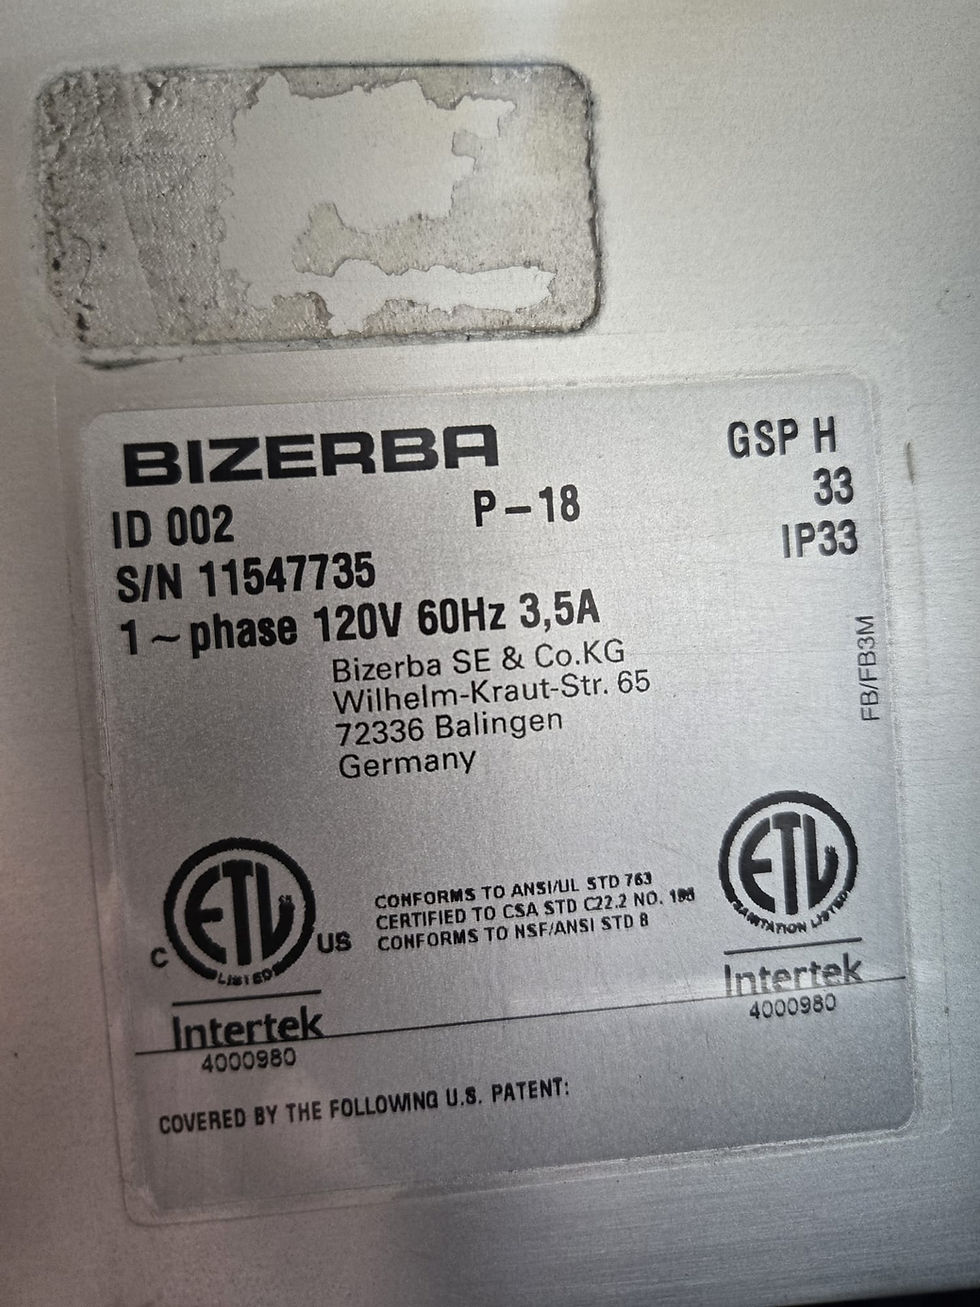 BIZERBA
GSP H
ID 002
P-18
33
S/N 11547735
IP33
1~phase 120V 60Hz 3,5A
Bizerba SE & Co.KG
Wilhelm-Kraut-Str. 65
72336 Balingen
Germany
FB/FB3M
ETL
C
US
LISTED
Intertek
4000980
CONFORMS TO ANSI/UL STD 763
CERTIFIED TO CSA STD C22.2 NO.
CONFORMS TO NSF/ANSI STD 8
ETL
SANITATION LISTED
Intertek
4000980
COVERED BY THE FOLLOWING U.S. PATENT: